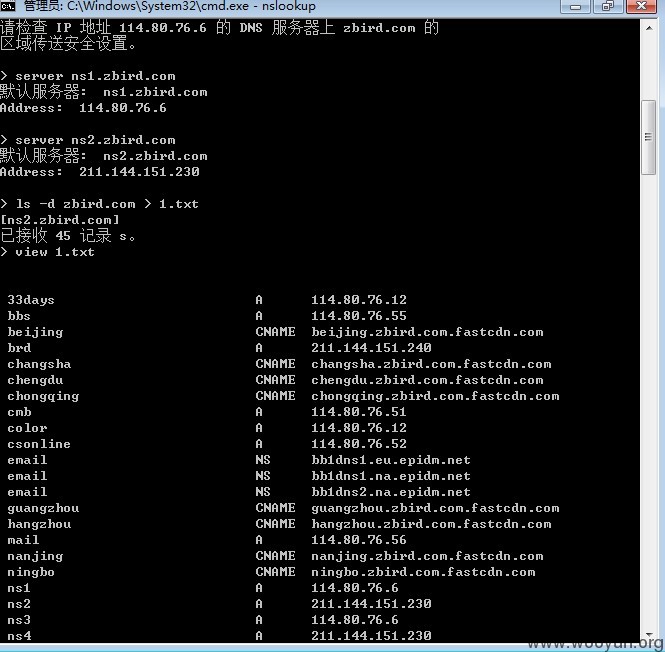 管理员: C:\Windows\System32\cmd.exe - nslookup
请检查 IP 地址 114.80.76.6 的 DNS 服务器上 zbird.com 的
区域传送安全设置。
> server ns1.zbird.com
默认服务器:  ns1.zbird.com
Address:  114.80.76.6
> server ns2.zbird.com
默认服务器:  ns2.zbird.com
Address:  211.144.151.230
> ls -d zbird.com > 1.txt
[ns2.zbird.com]
已接收 45 记录 s。
> view 1.txt
33days A 114.80.76.12
bbs A 114.80.76.55
beijing CNAME beijing.zbird.com.fastcdn.com
brd A 211.144.151.240
changsha CNAME changsha.zbird.com.fastcdn.com
chengdu CNAME chengdu.zbird.com.fastcdn.com
chongqing CNAME chongqing.zbird.com.fastcdn.com
cmb A 114.80.76.51
color A 114.80.76.12
csonline A 114.80.76.52
email NS bb1dns1.eu.epidm.net
email NS bb1dns1.na.epidm.net
email NS bb1dns2.na.epidm.net
guangzhou CNAME guangzhou.zbird.com.fastcdn.com
hangzhou CNAME hangzhou.zbird.com.fastcdn.com
mail A 114.80.76.56
nanjing CNAME nanjing.zbird.com.fastcdn.com
ningbo CNAME ningbo.zbird.com.fastcdn.com
ns1 A 114.80.76.6
ns2 A 211.144.151.230
ns3 A 114.80.76.6
ns4 A 211.144.151.230
www.wooyun.org